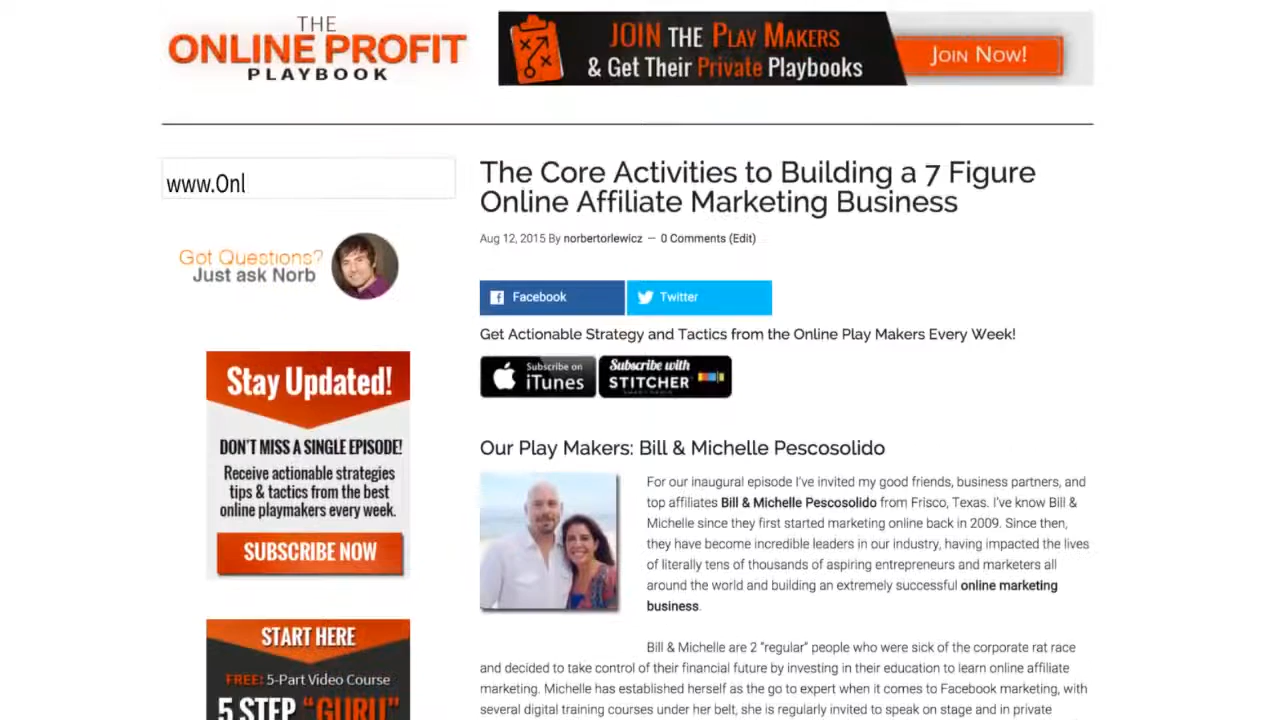 THE
ONLINE PROFIT
PLAYBOOK
JOIN THE PLAY MAKERS
& Get Their Private Playbooks
JOIN NOW!
www.Onl
Got Questions?
Just ask Norb
Stay Updated!
DON'T MISS A SINGLE EPISODE!
Receive actionable strategies
tips & tactics from the best
online playmakers every week.
SUBSCRIBE NOW
START HERE
FREE: 5-Part Video Course
5 STEP "GURU"
The Core Activities to Building a 7 Figure
Online Affiliate Marketing Business
Aug 12, 2015 By norbertorlewicz — 0 Comments (Edit)
Facebook
Twitter
Get Actionable Strategy and Tactics from the Online Play Makers Every Week!
Subscribe on
iTunes
Subscribe with
STITCHER
Our Play Makers: Bill & Michelle Pescosolido
For our inaugural episode I've invited my good friends, business partners, and
top affiliates Bill & Michelle Pescosolido from Frisco, Texas. I've know Bill &
Michelle since they first started marketing online back in 2009. Since then,
they have become incredible leaders in our industry, having impacted the lives
of literally tens of thousands of aspiring entrepreneurs and marketers all
around the world and building an extremely successful online marketing
business.
Bill & Michelle are 2 "regular" people who were sick of the corporate rat race
and decided to take control of their financial future by investing in their education to learn online affiliate
marketing. Michelle has established herself as the go to expert when it comes to Facebook marketing, with
several digital training courses under her belt, she is regularly invited to speak on stage and in private